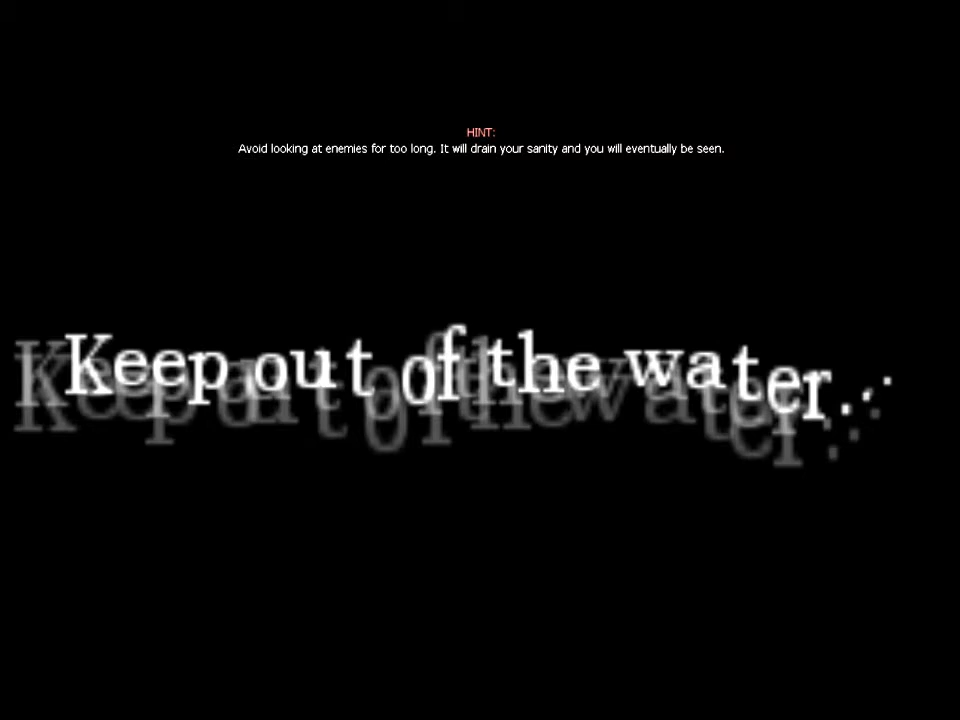 HINT:
Avoid looking at enemies for too long. It will drain your sanity and you will eventually be seen.
Keep out of the water...